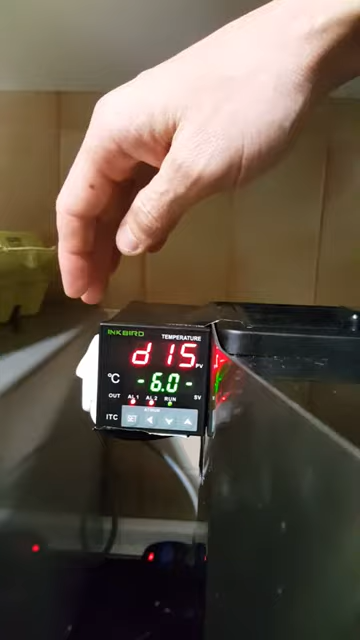 INKBIRD
TEMPERATURE
d15 PV
°C -6.0 SV
OUT AL1 AL2 RUN
ITC